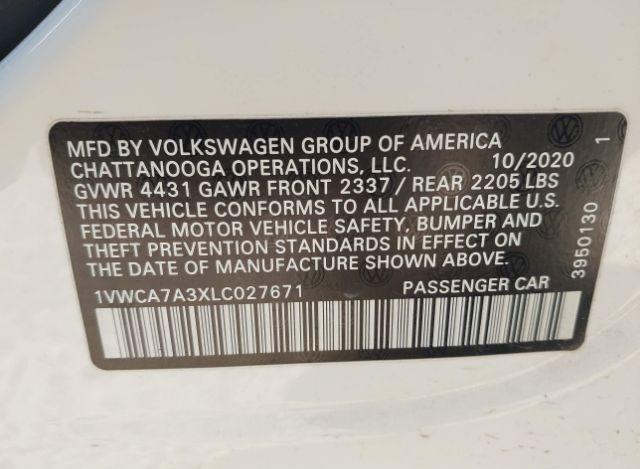 MFD BY VOLKSWAGEN GROUP OF AMERICA
CHATTANOOGA OPERATIONS, LLC. 10/2020
GVWR 4431 GAWR FRONT 2337 / REAR 2205 LBS
THIS VEHICLE CONFORMS TO ALL APPLICABLE U.S.
FEDERAL MOTOR VEHICLE SAFETY, BUMPER AND
THEFT PREVENTION STANDARDS IN EFFECT ON
THE DATE OF MANUFACTURE SHOWN ABOVE.
1VWCA7A3XLC027671 PASSENGER CAR
3950130 1